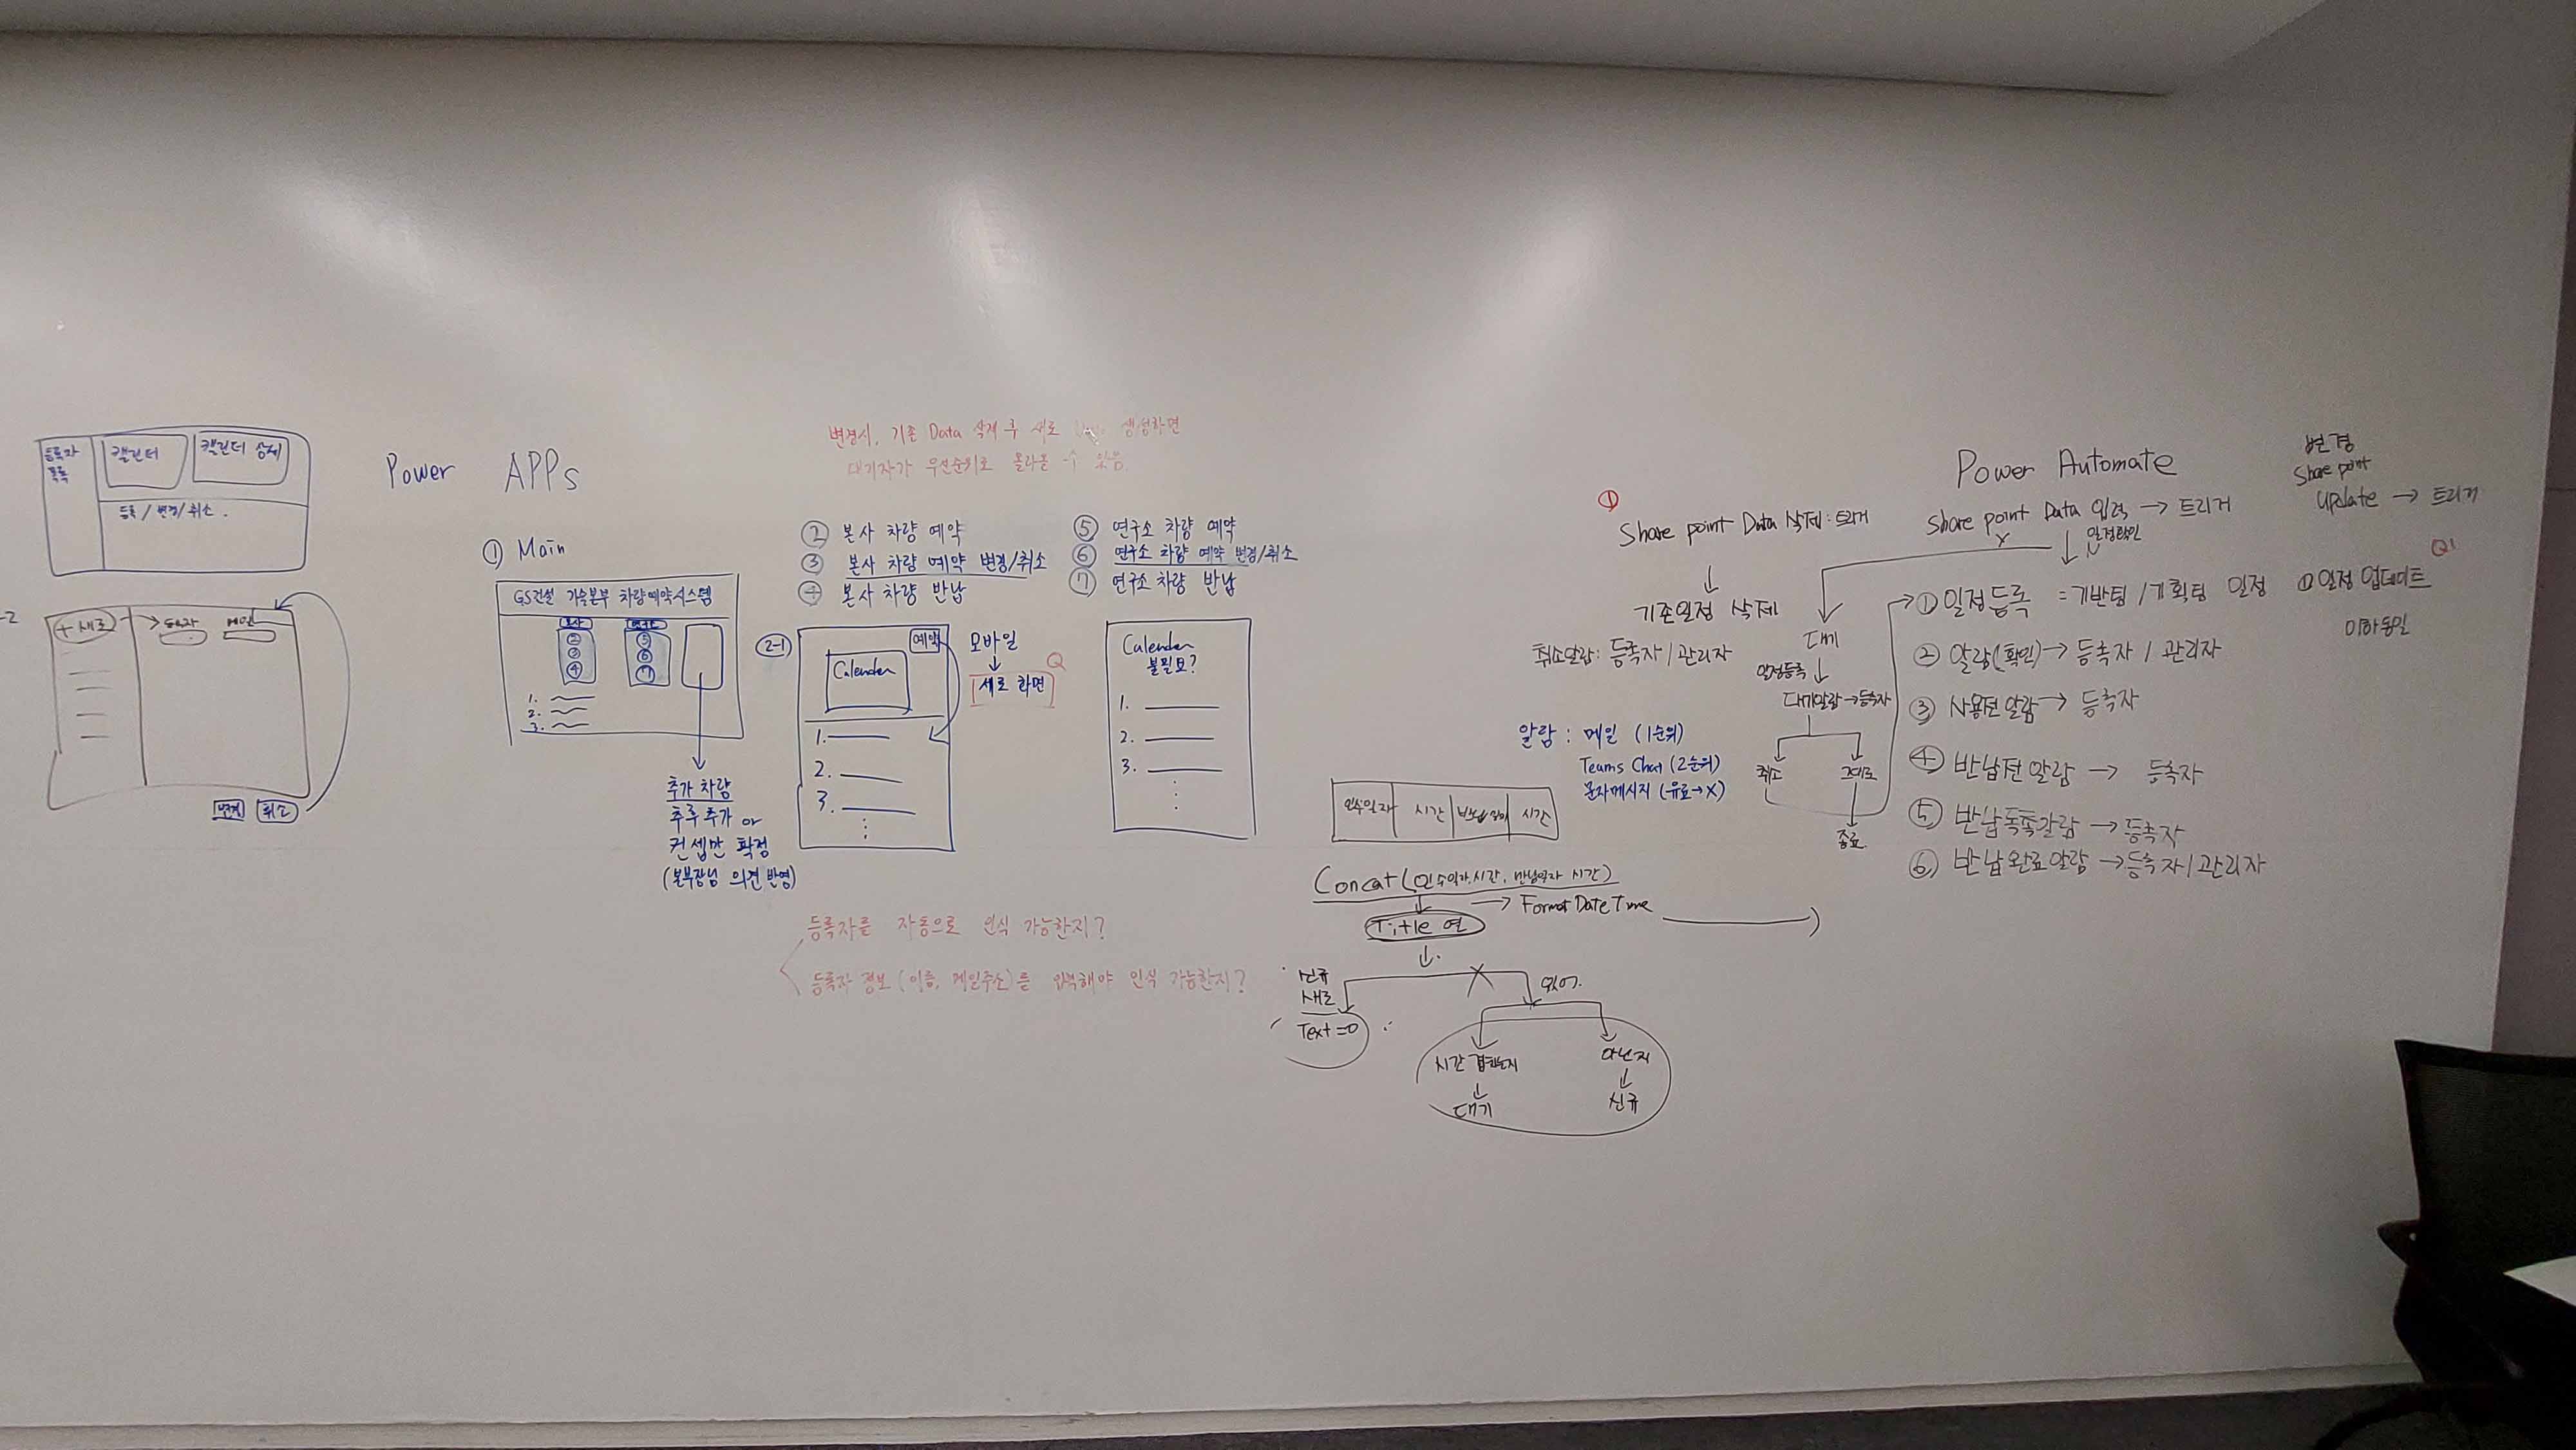 등록자
목록
캘린더
캘린더 상세
등록 / 변경 / 취소.
-2
+ 새로
등록자
메일
변경
취소
Power APPs
① Main
GS건설 기술본부 차량예약시스템
본사
연구소
②
③
④
⑤
⑥
⑦
1.
2.
3.
추가 차량
추후 추가 or
컨셉만 확정
(본부장님 의견 반영)
변경시, 기존 Data 삭제 후 새로 생성하면
대기자가 우선순위로 올라올 수 있음.
② 본사 차량 예약
③ 본사 차량 예약 변경/취소
④ 본사 차량 반납
⑤ 연구소 차량 예약
⑥ 연구소 차량 예약 변경/취소
⑦ 연구소 차량 반납
2-1
예약
Calender
1.
2.
3.
모바일
Q
세로 화면
Calender
불필요?
1.
2.
3.
등록자를 자동으로 인식 가능한지?
등록자 정보 (이름, 메일주소)를 입력해야 인식 가능한지?
Power Automate
①
Share point Data 삭제 : 트리거
기존일정 삭제
취소알람 : 등록자 / 관리자
알람 : 메일 (1순위)
Teams Chat (2순위)
문자메시지 (유료→X)
Share point Data 입력 → 트리거
Y
일정확인
N
대기
일정등록
대기알람→등록자
취소
그대로
종료
① 일정등록 = 기반팀 / 기획팀 일정
② 알람(확인)→ 등록자 / 관리자
③ 사용전알람→ 등록자
④ 반납전알람 → 등록자
⑤ 반납독촉알람 → 등록자
⑥ 반납완료알람→등록자/관리자
변경
Share point
update → 트리거
Q1
① 일정 업데이트
이하동일
인수일자
시간
반납일자
시간
Concat (인수일자, 시간, 반납일자 시간)
→ Format DateTime
Title 열
신규
새로
Text=0
X
있어.
시간 겹치는지
대기
아닌지
신규